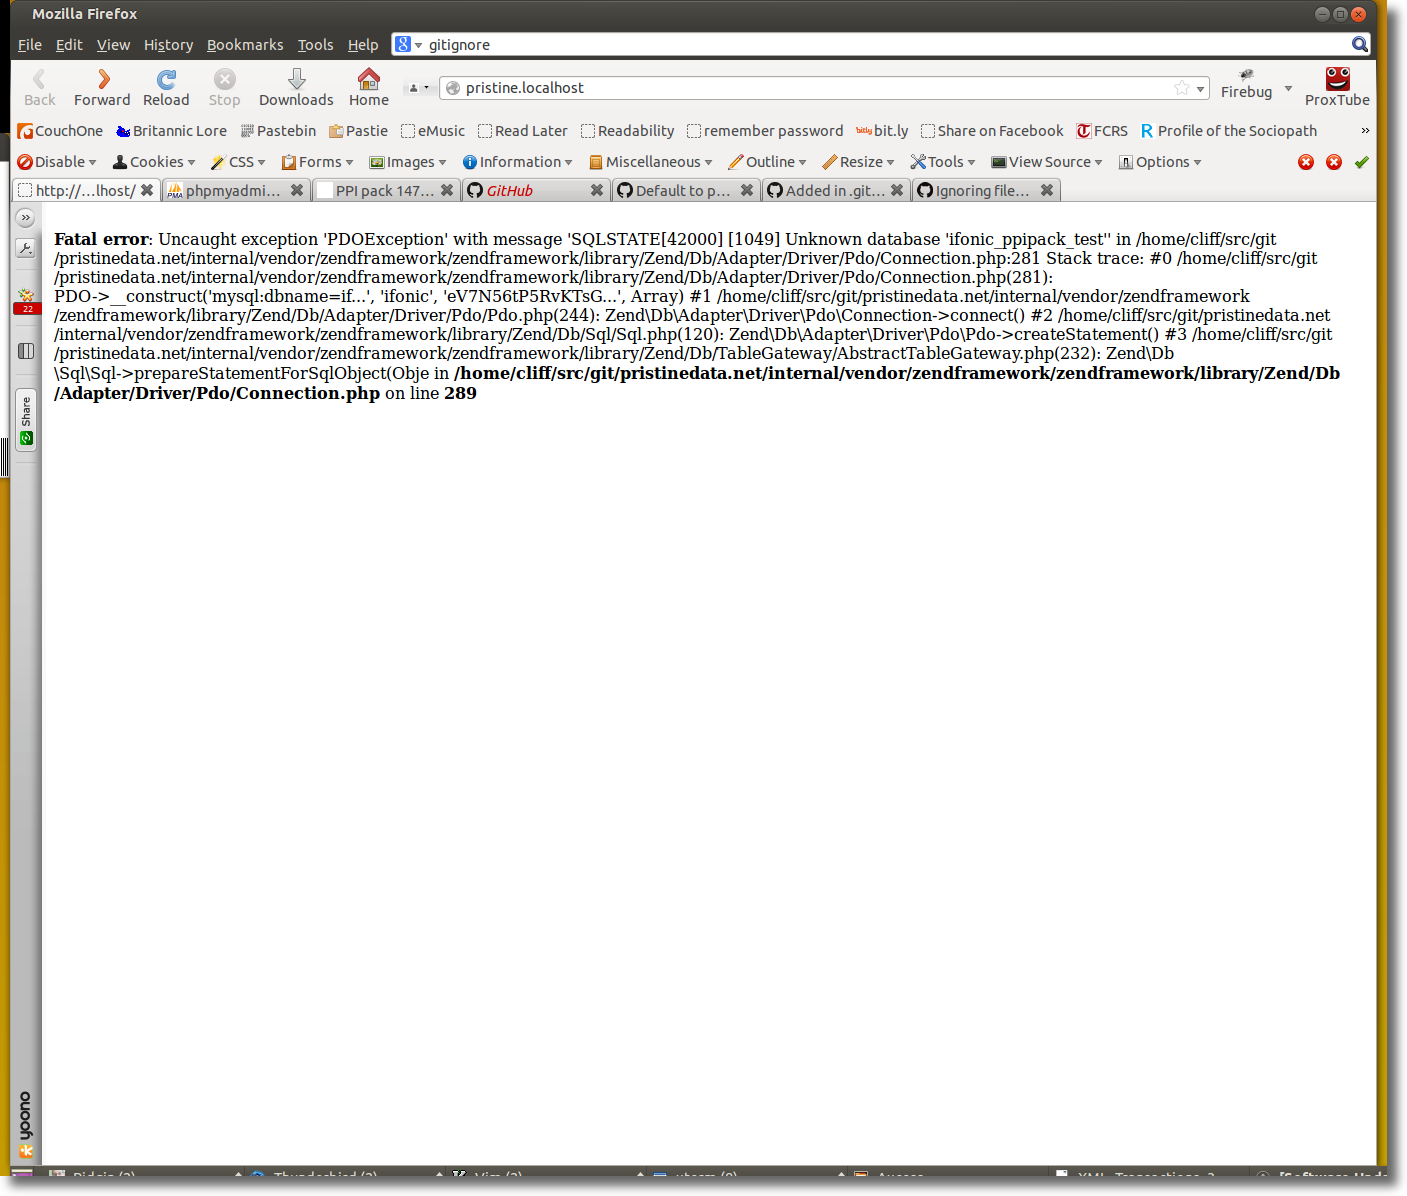 Mozilla Firefox
File Edit View History Bookmarks Tools Help gitignore
Back Forward Reload Stop Downloads Home pristine.localhost Firebug ProxTube
CouchOne Britannic Lore Pastebin Pastie eMusic Read Later Readability remember password bitly bit.ly Share on Facebook FCRS Profile of the Sociopath »
Disable Cookies CSS Forms Images Information Miscellaneous Outline Resize Tools View Source Options
http://...lhost/ phpmyadmi... PPI pack 147... GitHub Default to p... Added in .git... Ignoring file...
Fatal error: Uncaught exception 'PDOException' with message 'SQLSTATE[42000] [1049] Unknown database 'ifonic_ppipack_test'' in /home/cliff/src/git
/pristinedata.net/internal/vendor/zendframework/zendframework/library/Zend/Db/Adapter/Driver/Pdo/Connection.php:281 Stack trace: #0 /home/cliff/src/git
/pristinedata.net/internal/vendor/zendframework/zendframework/library/Zend/Db/Adapter/Driver/Pdo/Connection.php(281):
PDO->__construct('mysql:dbname=if...', 'ifonic', 'eV7N56tP5RvKTsG...', Array) #1 /home/cliff/src/git/pristinedata.net/internal/vendor/zendframework
/zendframework/library/Zend/Db/Adapter/Driver/Pdo/Pdo.php(244): Zend\Db\Adapter\Driver\Pdo\Connection->connect() #2 /home/cliff/src/git/pristinedata.net
/internal/vendor/zendframework/zendframework/library/Zend/Db/Sql/Sql.php(120): Zend\Db\Adapter\Driver\Pdo\Pdo->createStatement() #3 /home/cliff/src/git
/pristinedata.net/internal/vendor/zendframework/zendframework/library/Zend/Db/TableGateway/AbstractTableGateway.php(232): Zend\Db
\Sql\Sql->prepareStatementForSqlObject(Obje in /home/cliff/src/git/pristinedata.net/internal/vendor/zendframework/zendframework/library/Zend/Db
/Adapter/Driver/Pdo/Connection.php on line 289
22
Share
yoono